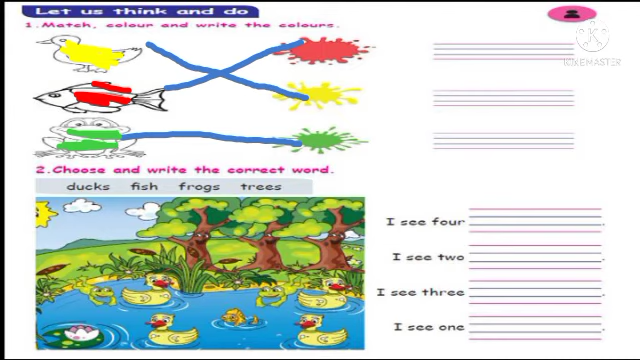 Let us think and do
1.Match, colour and write the colours.
KINEMASTER
2.Choose and write the correct word.
ducks fish frogs trees
I see four .
I see two .
I see three .
I see one .